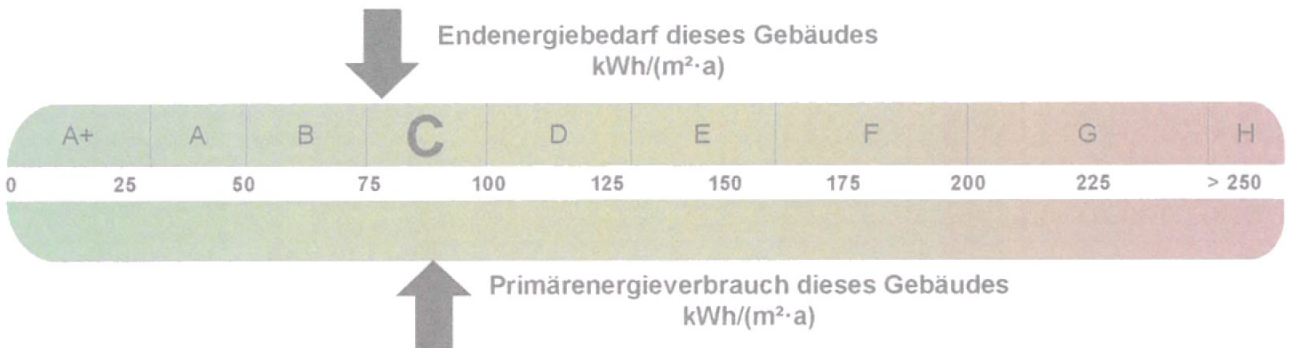 Endenergiebedarf dieses Gebäudes
kWh/(m²·a)
A+ A B C D E F G H
0 25 50 75 100 125 150 175 200 225 > 250
Primärenergieverbrauch dieses Gebäudes
kWh/(m²·a)